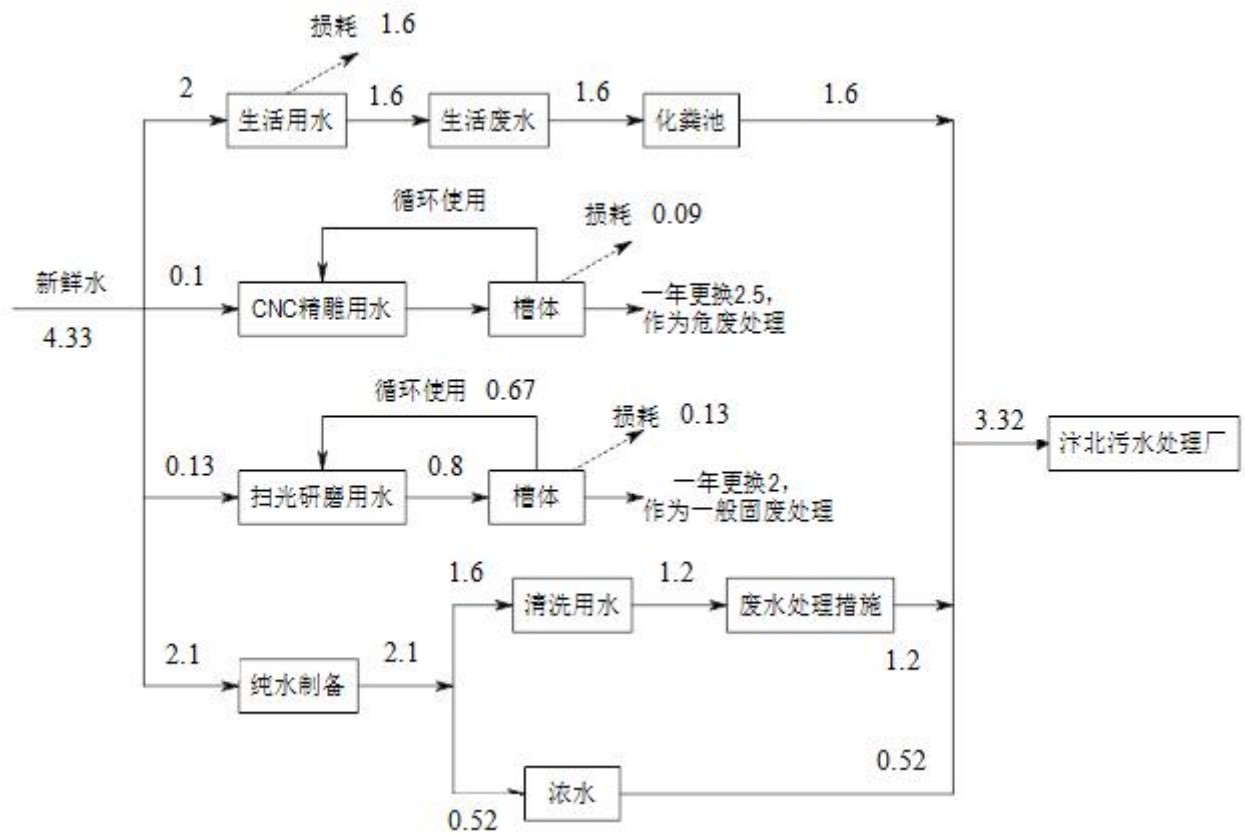 损耗 1.6
2
生活用水
1.6
生活废水
1.6
化粪池
1.6
循环使用
损耗 0.09
新鲜水
4.33
0.1
CNC精雕用水
槽体
一年更换2.5，
作为危废处理
循环使用 0.67
损耗 0.13
0.13
扫光研磨用水
0.8
槽体
一年更换2，
作为一般固废处理
3.32
汴北污水处理厂
1.6
清洗用水
1.2
废水处理措施
1.2
2.1
纯水制备
2.1
0.52
浓水
0.52